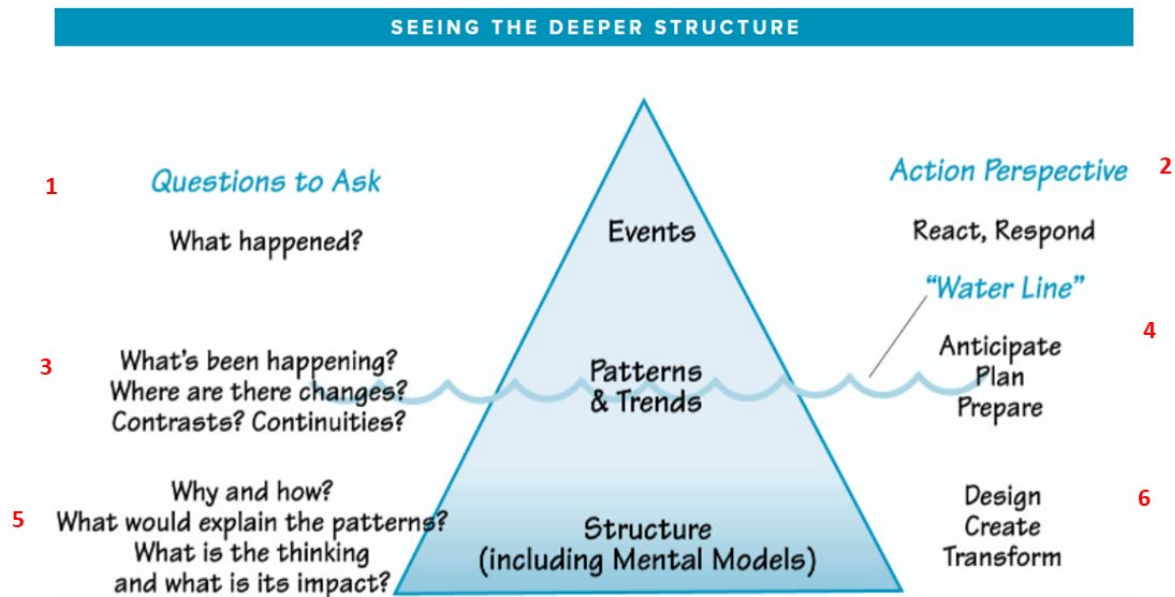 SEEING THE DEEPER STRUCTURE
1
Questions to Ask
What happened?
Events
Action Perspective
2
React, Respond
"Water Line"
3
What's been happening?
Where are there changes?
Contrasts? Continuities?
Patterns
& Trends
4
Anticipate
Plan
Prepare
5
Why and how?
What would explain the patterns?
What is the thinking
and what is its impact?
Structure
(including Mental Models)
6
Design
Create
Transform